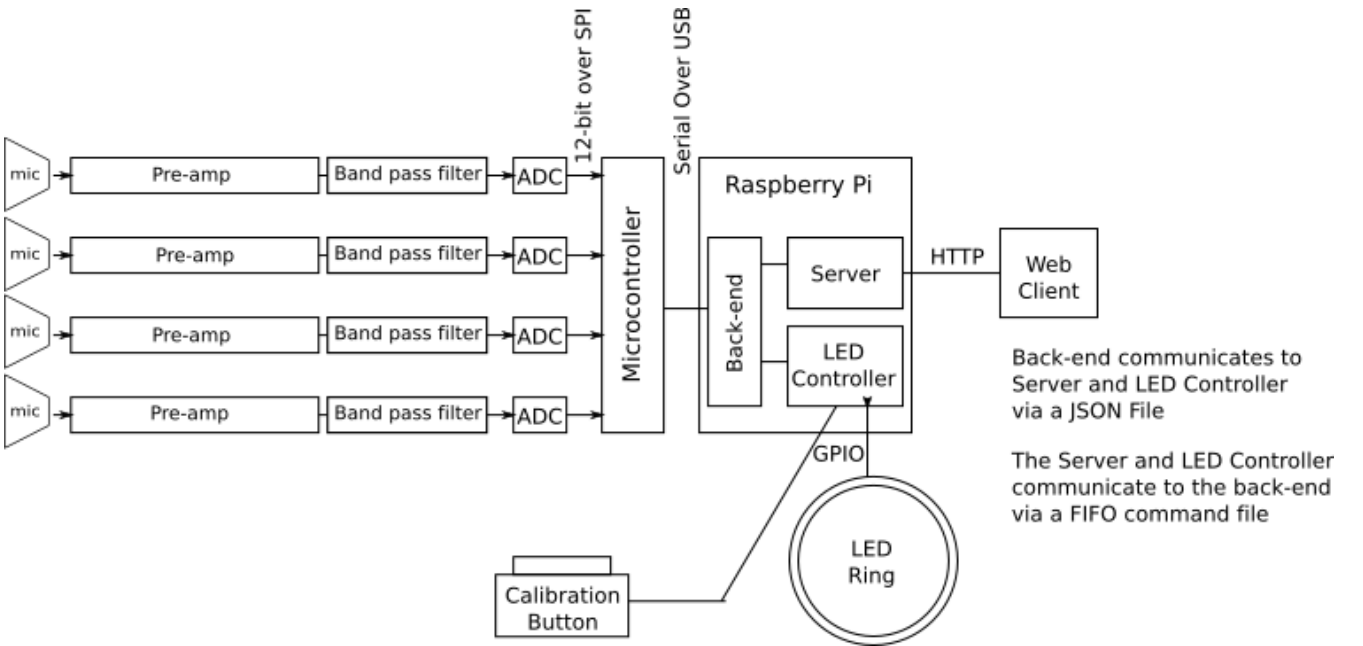 12-bit over SPI
Serial Over USB
mic
Pre-amp
Band pass filter
ADC
mic
Pre-amp
Band pass filter
ADC
mic
Pre-amp
Band pass filter
ADC
mic
Pre-amp
Band pass filter
ADC
Microcontroller
Raspberry Pi
Back-end
Server
LED
Controller
HTTP
Web
Client
GPIO
LED
Ring
Calibration
Button
Back-end communicates to
Server and LED Controller
via a JSON File
The Server and LED Controller
communicate to the back-end
via a FIFO command file